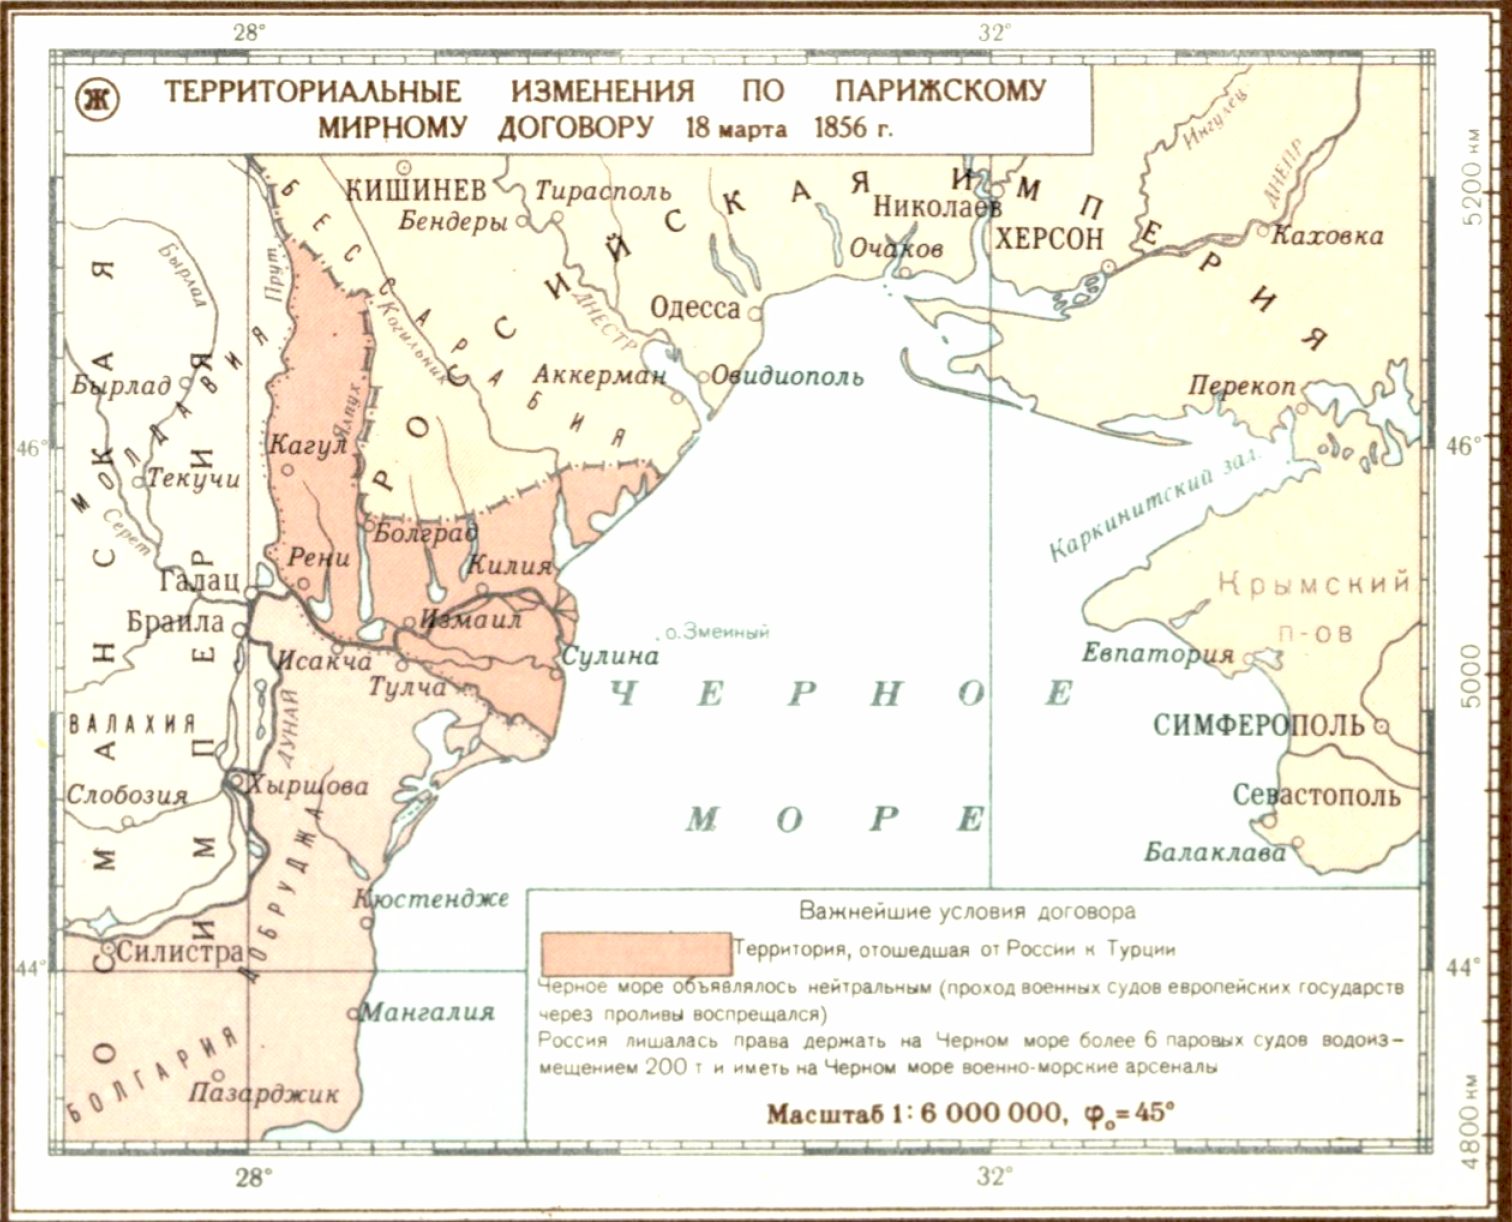 28°
32°
Ж
ТЕРРИТОРИАЛЬНЫЕ ИЗМЕНЕНИЯ ПО ПАРИЖСКОМУ
МИРНОМУ ДОГОВОРУ 18 марта 1856 г.
5200 км
5000
4800 км
46°
46°
44°
44°
РОССИЙСКАЯ ИМПЕРИЯ
БЕССАРАБИЯ
КИШИНЕВ
Тирасполь
Бендеры
Николаев
Очаков
ХЕРСОН
Каховка
Ингулец
ДНЕПР
Одесса
ДНЕСТР
Когильник
Аккерман
Овидиополь
Перекоп
Каркинитский зал.
Крымский
п-ов
Евпатория
СИМФЕРОПОЛЬ
Севастополь
Балаклава
ОСМАНСКАЯ
ИМПЕРИЯ
МОЛДАВИЯ
Бырлад
Бырлад
Прут
Ялпух
Кагул
Текучи
Серет
Болград
Рени
Килия
Галац
Браила
Измаил
Исакча
Сулина
Тулча
о.Змеиный
ЧЕРНОЕ
МОРЕ
ВАЛАХИЯ
ДУНАЙ
Слобозия
Хыршова
ДОБРУДЖА
Кюстендже
Силистра
Мангалия
БОЛГАРИЯ
Пазарджик
Важнейшие условия договора
Территория, отошедшая от России к Турции
Черное море объявлялось нейтральным (проход военных судов европейских государств
через проливы воспрещался)
Россия лишалась права держать на Черном море более 6 паровых судов водоиз-
мещением 200 т и иметь на Черном море военно-морские арсеналы
Масштаб 1:6 000 000, φ₀=45°
28°
32°